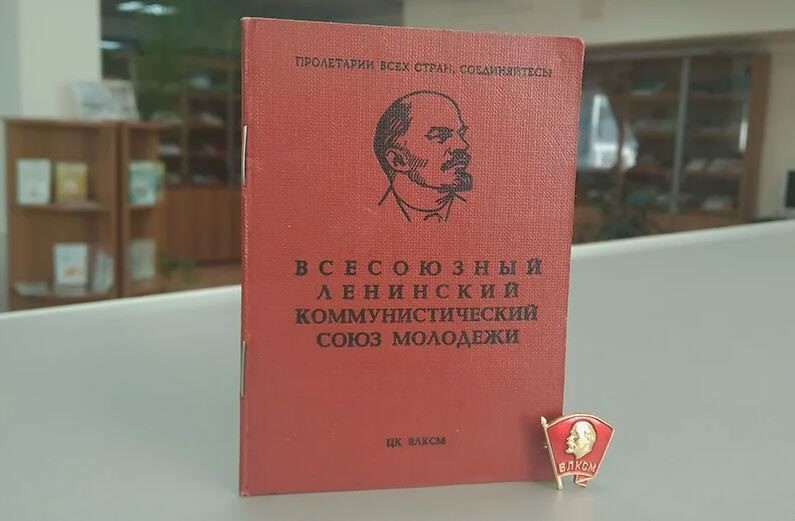 ПРОЛЕТАРИИ ВСЕХ СТРАН, СОЕДИНЯЙТЕСЬ!
ВСЕСОЮЗНЫЙ
ЛЕНИНСКИЙ
КОММУНИСТИЧЕСКИЙ
СОЮЗ МОЛОДЕЖИ
ЦК ВЛКСМ
ВЛКСМ